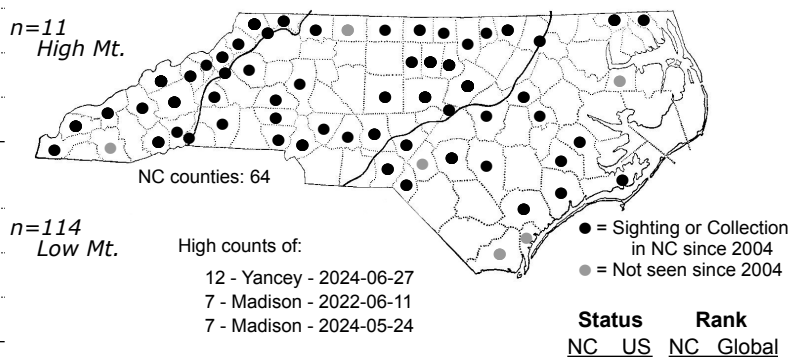 n=11
High Mt.
NC counties: 64
n=114
Low Mt.
High counts of:
12 - Yancey - 2024-06-27
7 - Madison - 2022-06-11
7 - Madison - 2024-05-24
● = Sighting or Collection
in NC since 2004
● = Not seen since 2004
Status Rank
NC US NC Global